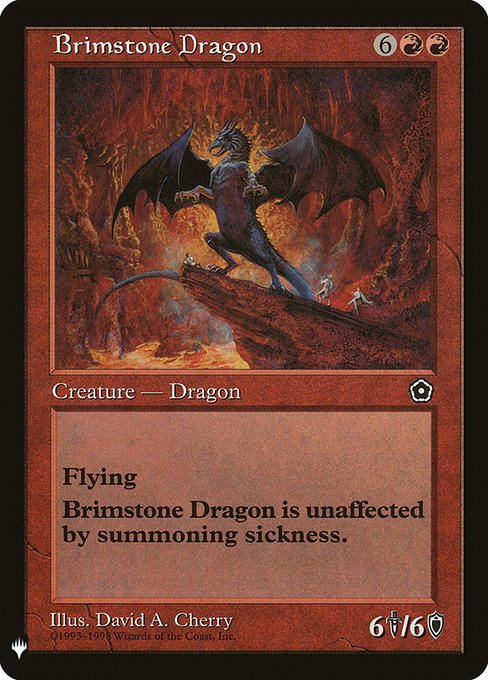 Brimstone Dragon 6
Creature — Dragon
Flying
Brimstone Dragon is unaffected
by summoning sickness.
Illus. David A. Cherry
©1993–1998 Wizards of the Coast, Inc.
6/6